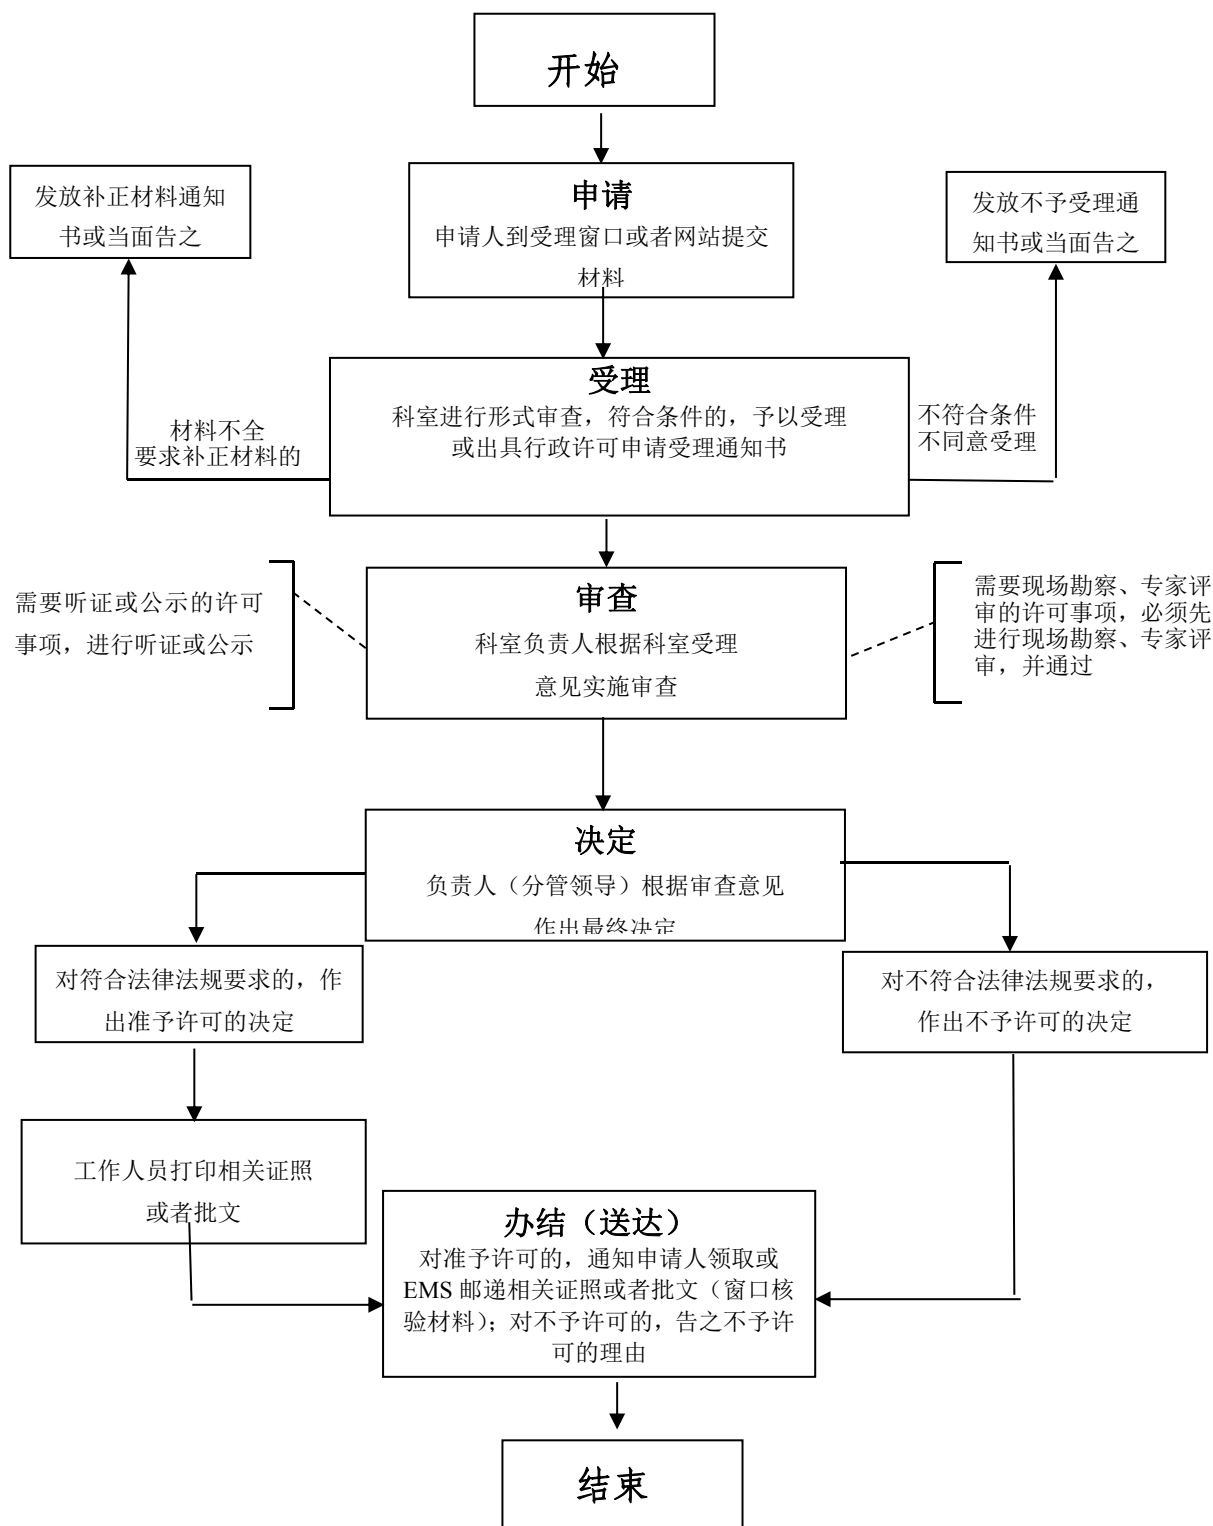 开始
申请
申请人到受理窗口或者网站提交
材料
发放补正材料通知
书或当面告之
发放不予受理通
知书或当面告之
受理
科室进行形式审查，符合条件的，予以受理
或出具行政许可申请受理通知书
材料不全
要求补正材料的
不符合条件
不同意受理
审查
科室负责人根据科室受理
意见实施审查
需要听证或公示的许可
事项，进行听证或公示
需要现场勘察、专家评
审的许可事项，必须先
进行现场勘察、专家评
审，并通过
决定
负责人（分管领导）根据审查意见
作出最终决定
对符合法律法规要求的，作
出准予许可的决定
对不符合法律法规要求的，
作出不予许可的决定
工作人员打印相关证照
或者批文
办结（送达）
对准予许可的，通知申请人领取或
EMS 邮递相关证照或者批文（窗口核
验材料）；对不予许可的，告之不予许
可的理由
结束